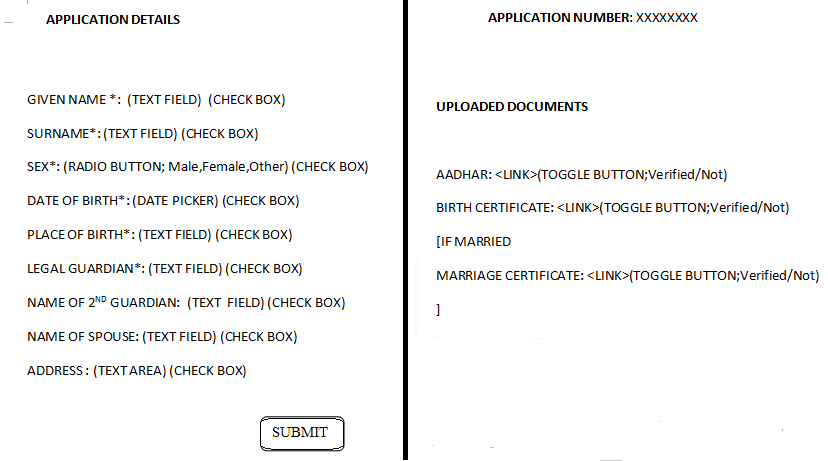 APPLICATION DETAILS
GIVEN NAME *: (TEXT FIELD) (CHECK BOX)
SURNAME*: (TEXT FIELD) (CHECK BOX)
SEX*: (RADIO BUTTON; Male,Female,Other) (CHECK BOX)
DATE OF BIRTH*: (DATE PICKER) (CHECK BOX)
PLACE OF BIRTH*: (TEXT FIELD) (CHECK BOX)
LEGAL GUARDIAN*: (TEXT FIELD) (CHECK BOX)
NAME OF 2ND GUARDIAN: (TEXT FIELD) (CHECK BOX)
NAME OF SPOUSE: (TEXT FIELD) (CHECK BOX)
ADDRESS : (TEXT AREA) (CHECK BOX)
SUBMIT
APPLICATION NUMBER: XXXXXXXX
UPLOADED DOCUMENTS
AADHAR: <LINK>(TOGGLE BUTTON;Verified/Not)
BIRTH CERTIFICATE: <LINK>(TOGGLE BUTTON;Verified/Not)
[IF MARRIED
MARRIAGE CERTIFICATE: <LINK>(TOGGLE BUTTON;Verified/Not)
]